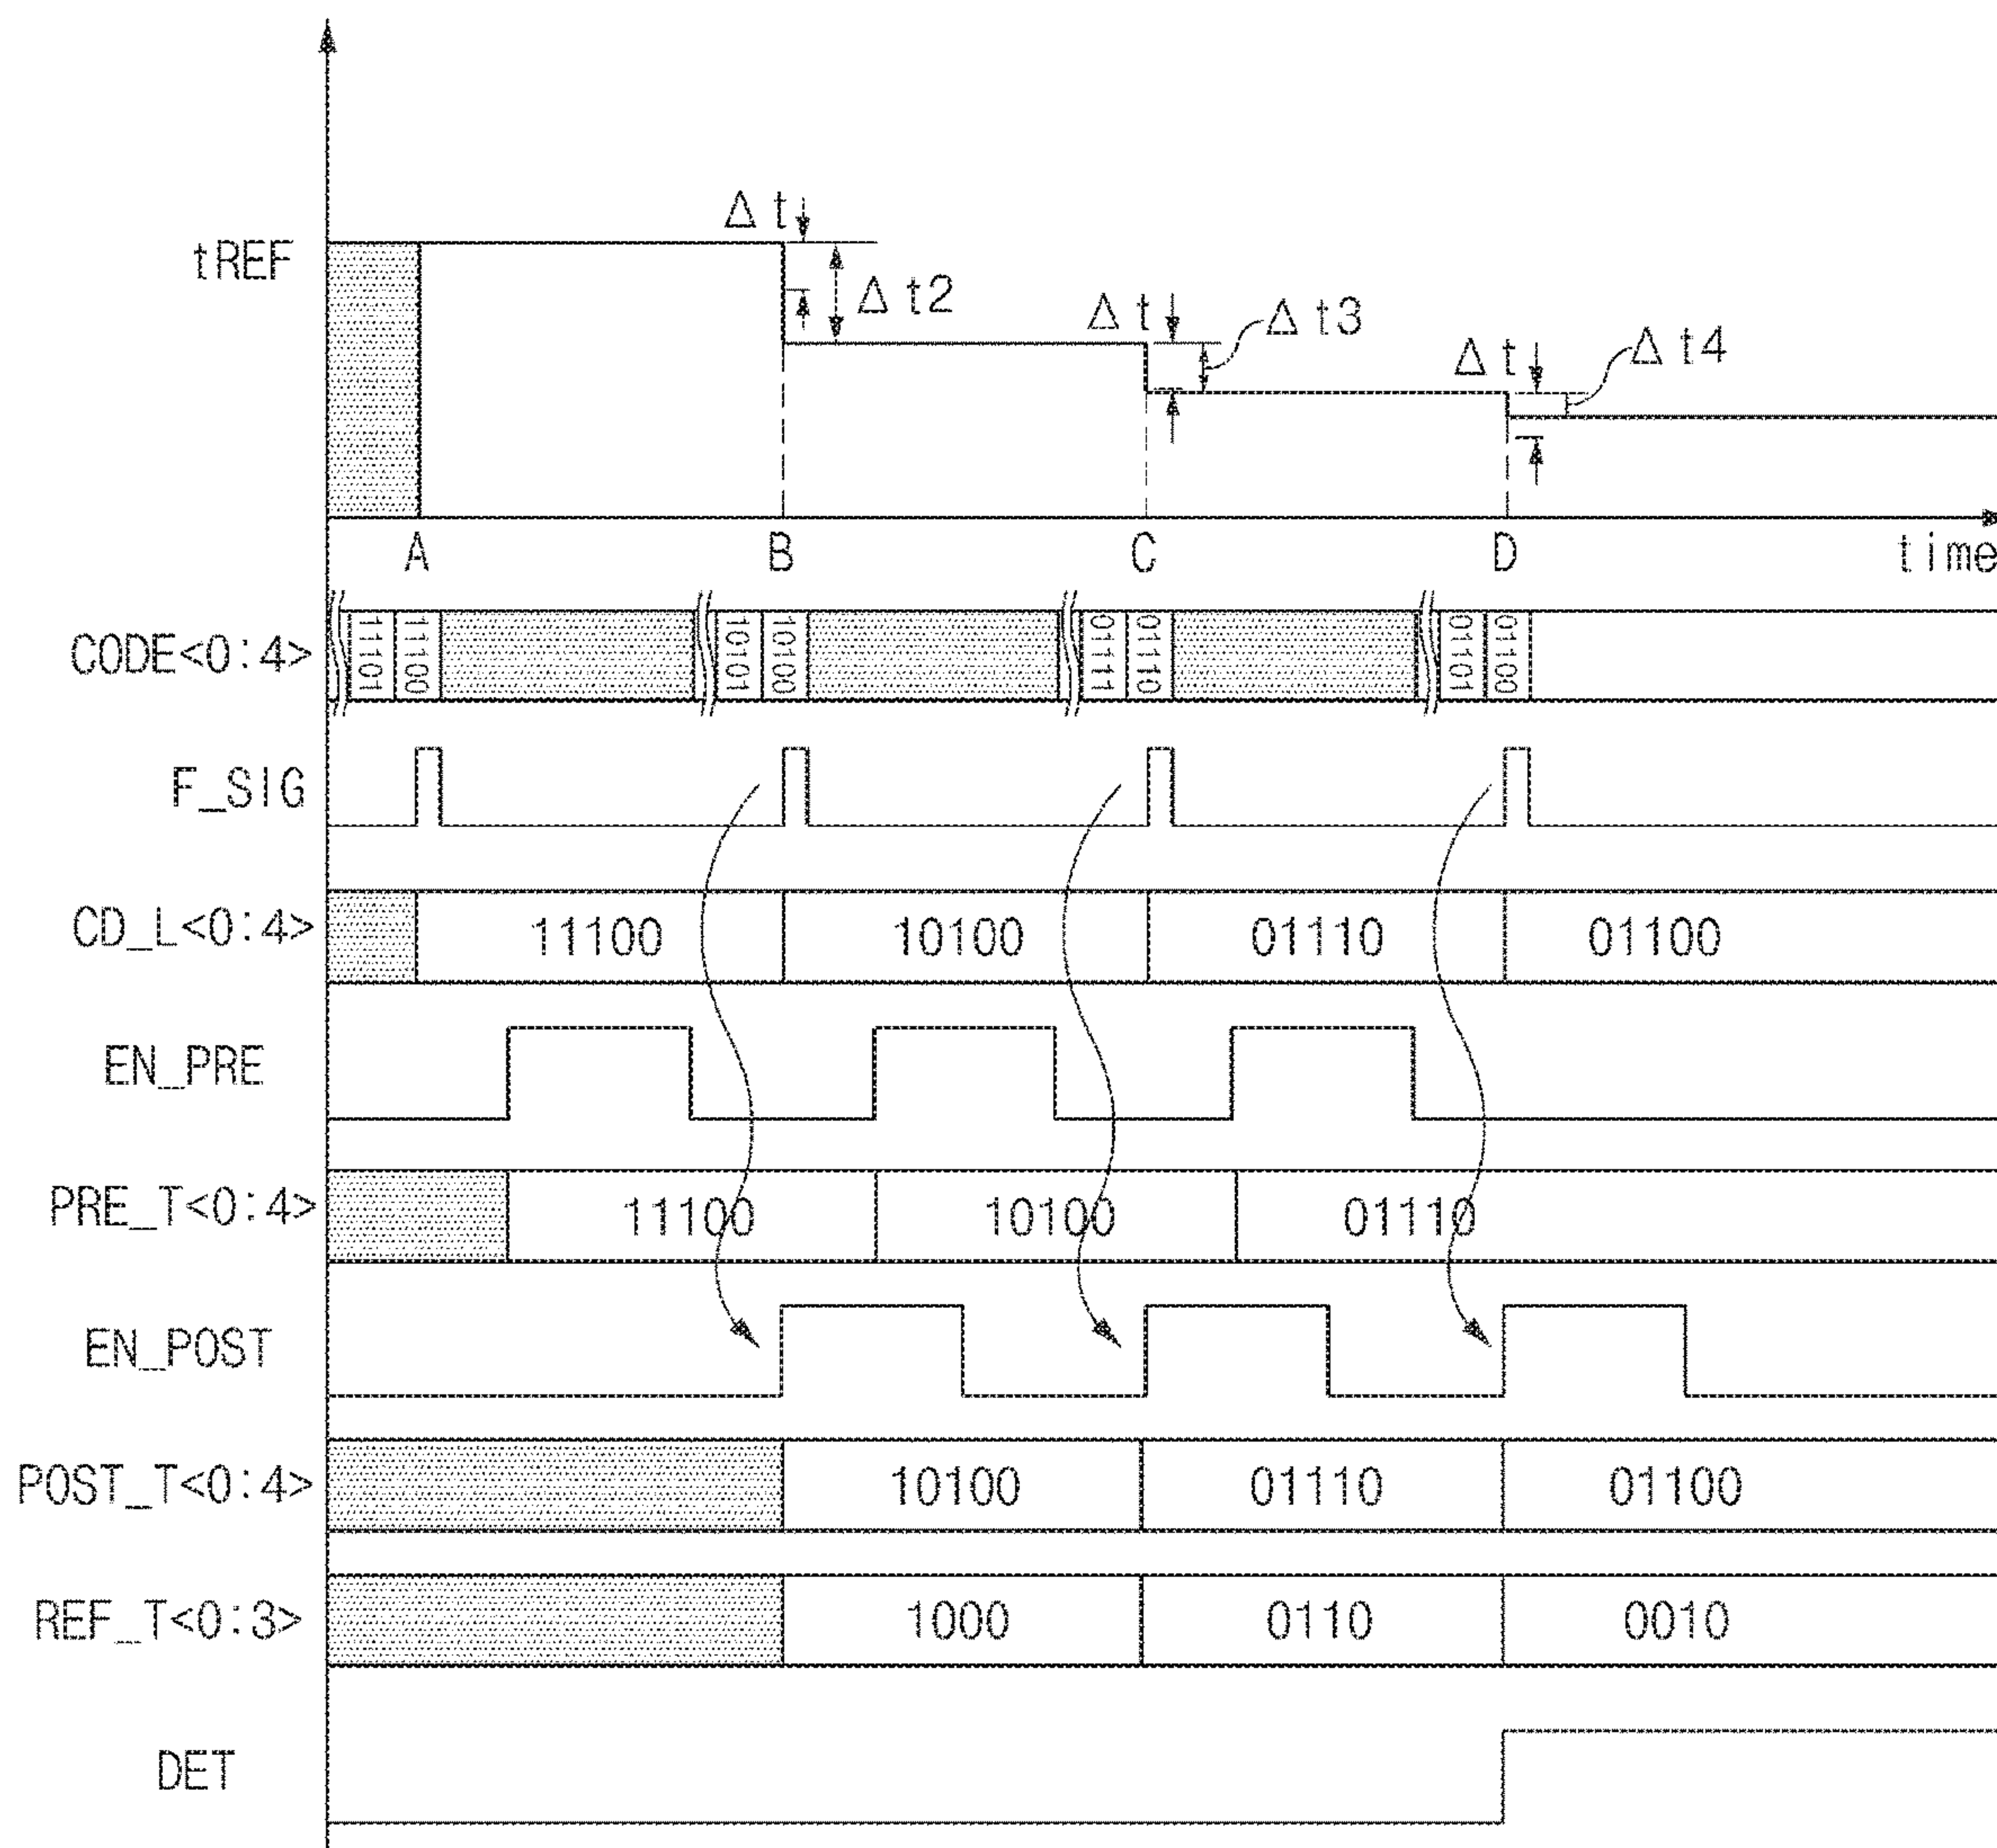 Δt
tREF
Δt2
Δt
Δt3
Δt
Δt4
A B C D time
CODE<0:4> 11101 11100 10101 10100 01111 01110 01101 01100
F_SIG
CD_L<0:4> 11100 10100 01110 01100
EN_PRE
PRE_T<0:4> 11100 10100 01110
EN_POST
POST_T<0:4> 10100 01110 01100
REF_T<0:3> 1000 0110 0010
DET